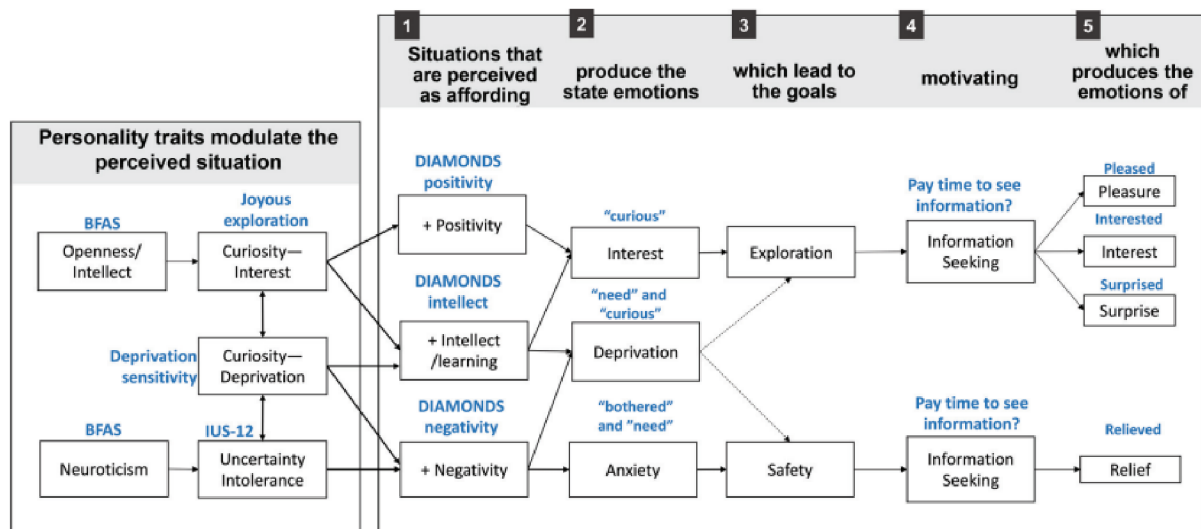 1
Situations that
are perceived
as affording
2
produce the
state emotions
3
which lead to
the goals
4
motivating
5
which
produces the
emotions of
Personality traits modulate the
perceived situation
BFAS
Openness/
Intellect
Joyous
exploration
Curiosity—
Interest
Deprivation
sensitivity
Curiosity—
Deprivation
BFAS
Neuroticism
IUS-12
Uncertainty
Intolerance
DIAMONDS
positivity
+ Positivity
DIAMONDS
intellect
+ Intellect
/learning
DIAMONDS
negativity
+ Negativity
“curious”
Interest
“need” and
“curious”
Deprivation
“bothered”
and “need”
Anxiety
Exploration
Safety
Pay time to see
information?
Information
Seeking
Pay time to see
information?
Information
Seeking
Pleased
Pleasure
Interested
Interest
Surprised
Surprise
Relieved
Relief